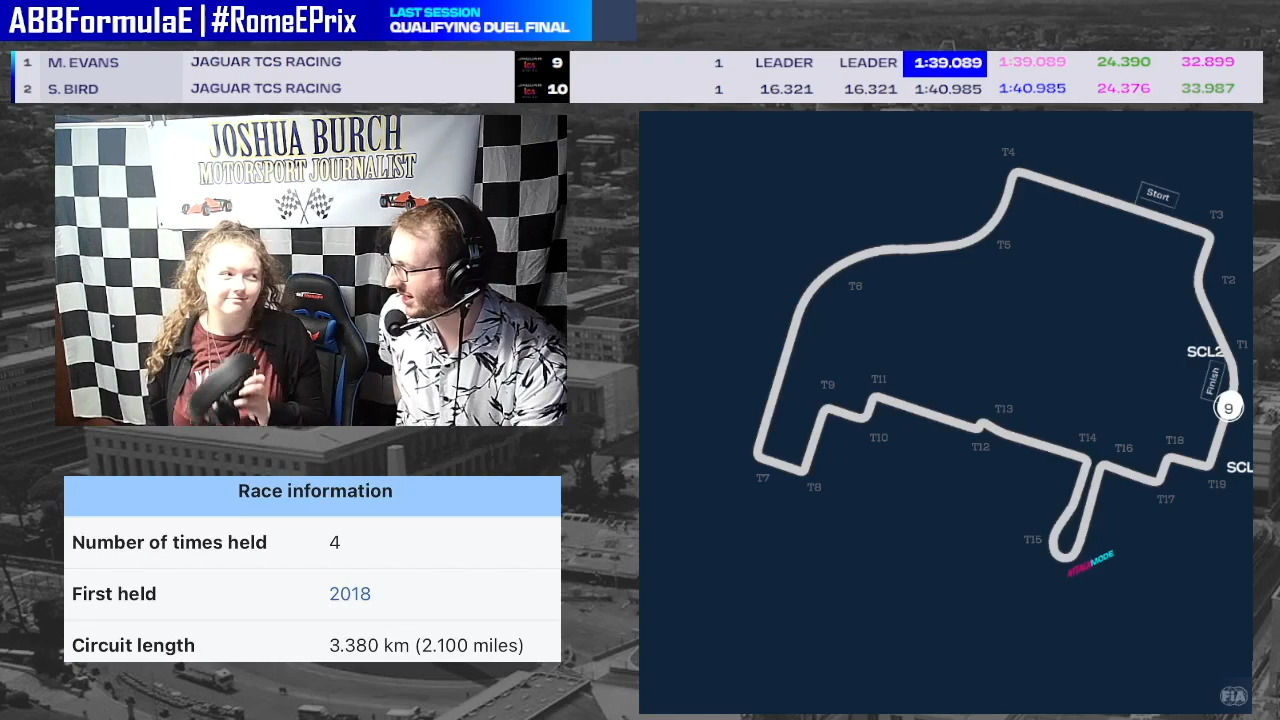 ABBFormulaE | #RomeEPrix
LAST SESSION
QUALIFYING DUEL FINAL
1 M. EVANS JAGUAR TCS RACING 9 1 LEADER LEADER 1:39.089 1:39.089 24.390 32.899
2 S. BIRD JAGUAR TCS RACING 10 1 16.321 16.321 1:40.985 1:40.985 24.376 33.987
JOSHUA BURCH
MOTORSPORT JOURNALIST
Race information
Number of times held 4
First held 2018
Circuit length 3.380 km (2.100 miles)
T4
Start
T3
T5
T2
T6
T1
SCL2
Finish
9
T9
T11
T13
T10
T12
T14
T16
T18
SCL
T7
T8
T17
T19
T15
ATTACK MODE
FIA